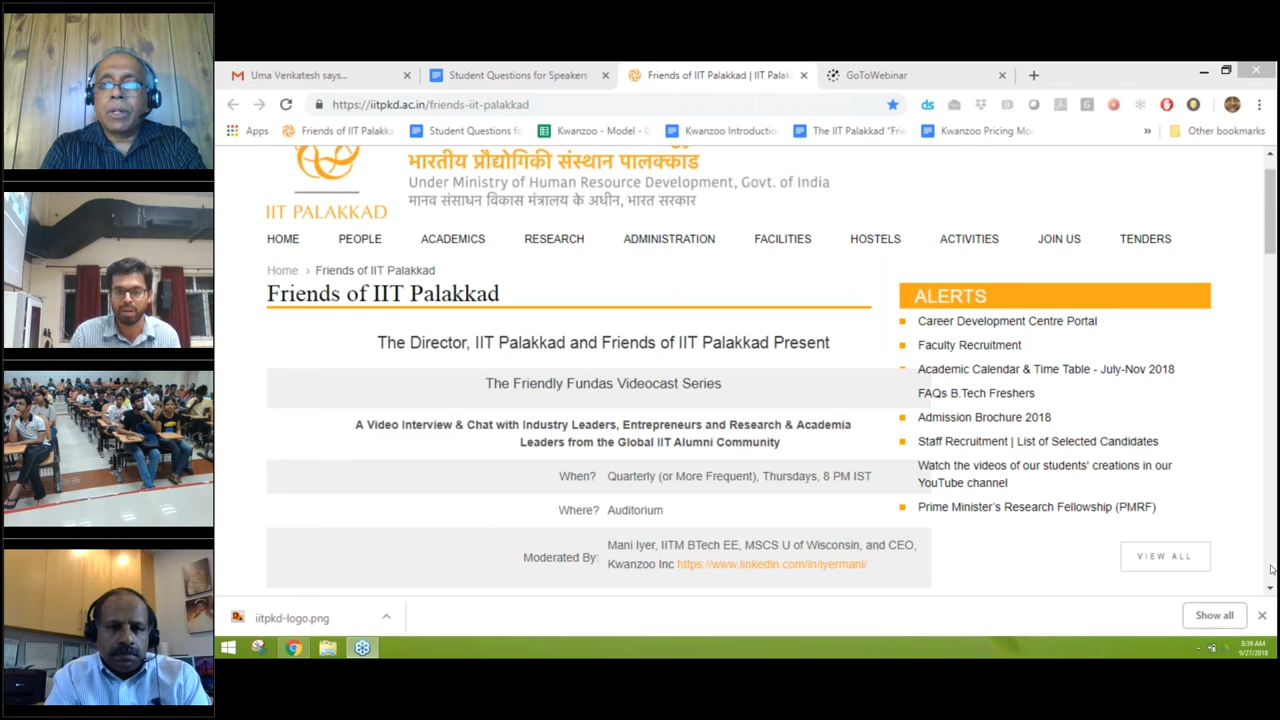 Uma Venkatesh says...
Student Questions for Speakers
Friends of IIT Palakkad | IIT Palak
GoToWebinar
https://iitpkd.ac.in/friends-iit-palakkad
Apps
Friends of IIT Palakka
Student Questions fo
Kwanzoo - Model - G
Kwanzoo Introductio
The IIT Palakkad "Frie
Kwanzoo Pricing Mo
Other bookmarks
भारतीय प्रौद्योगिकी संस्थान पालक्काड
Under Ministry of Human Resource Development, Govt. of India
मानव संसाधन विकास मंत्रालय के अधीन, भारत सरकार
IIT PALAKKAD
HOME PEOPLE ACADEMICS RESEARCH ADMINISTRATION FACILITIES HOSTELS ACTIVITIES JOIN US TENDERS
Home › Friends of IIT Palakkad
Friends of IIT Palakkad
The Director, IIT Palakkad and Friends of IIT Palakkad Present
The Friendly Fundas Videocast Series
A Video Interview & Chat with Industry Leaders, Entrepreneurs and Research & Academia
Leaders from the Global IIT Alumni Community
When? Quarterly (or More Frequent), Thursdays, 8 PM IST
Where? Auditorium
Moderated By: Mani Iyer, IITM BTech EE, MSCS U of Wisconsin, and CEO,
Kwanzoo Inc https://www.linkedin.com/in/iyermani/
ALERTS
Career Development Centre Portal
Faculty Recruitment
Academic Calendar & Time Table - July-Nov 2018
FAQs B.Tech Freshers
Admission Brochure 2018
Staff Recruitment | List of Selected Candidates
Watch the videos of our students' creations in our
YouTube channel
Prime Minister's Research Fellowship (PMRF)
VIEW ALL
iitpkd-logo.png
Show all
8:39 AM
9/27/2018